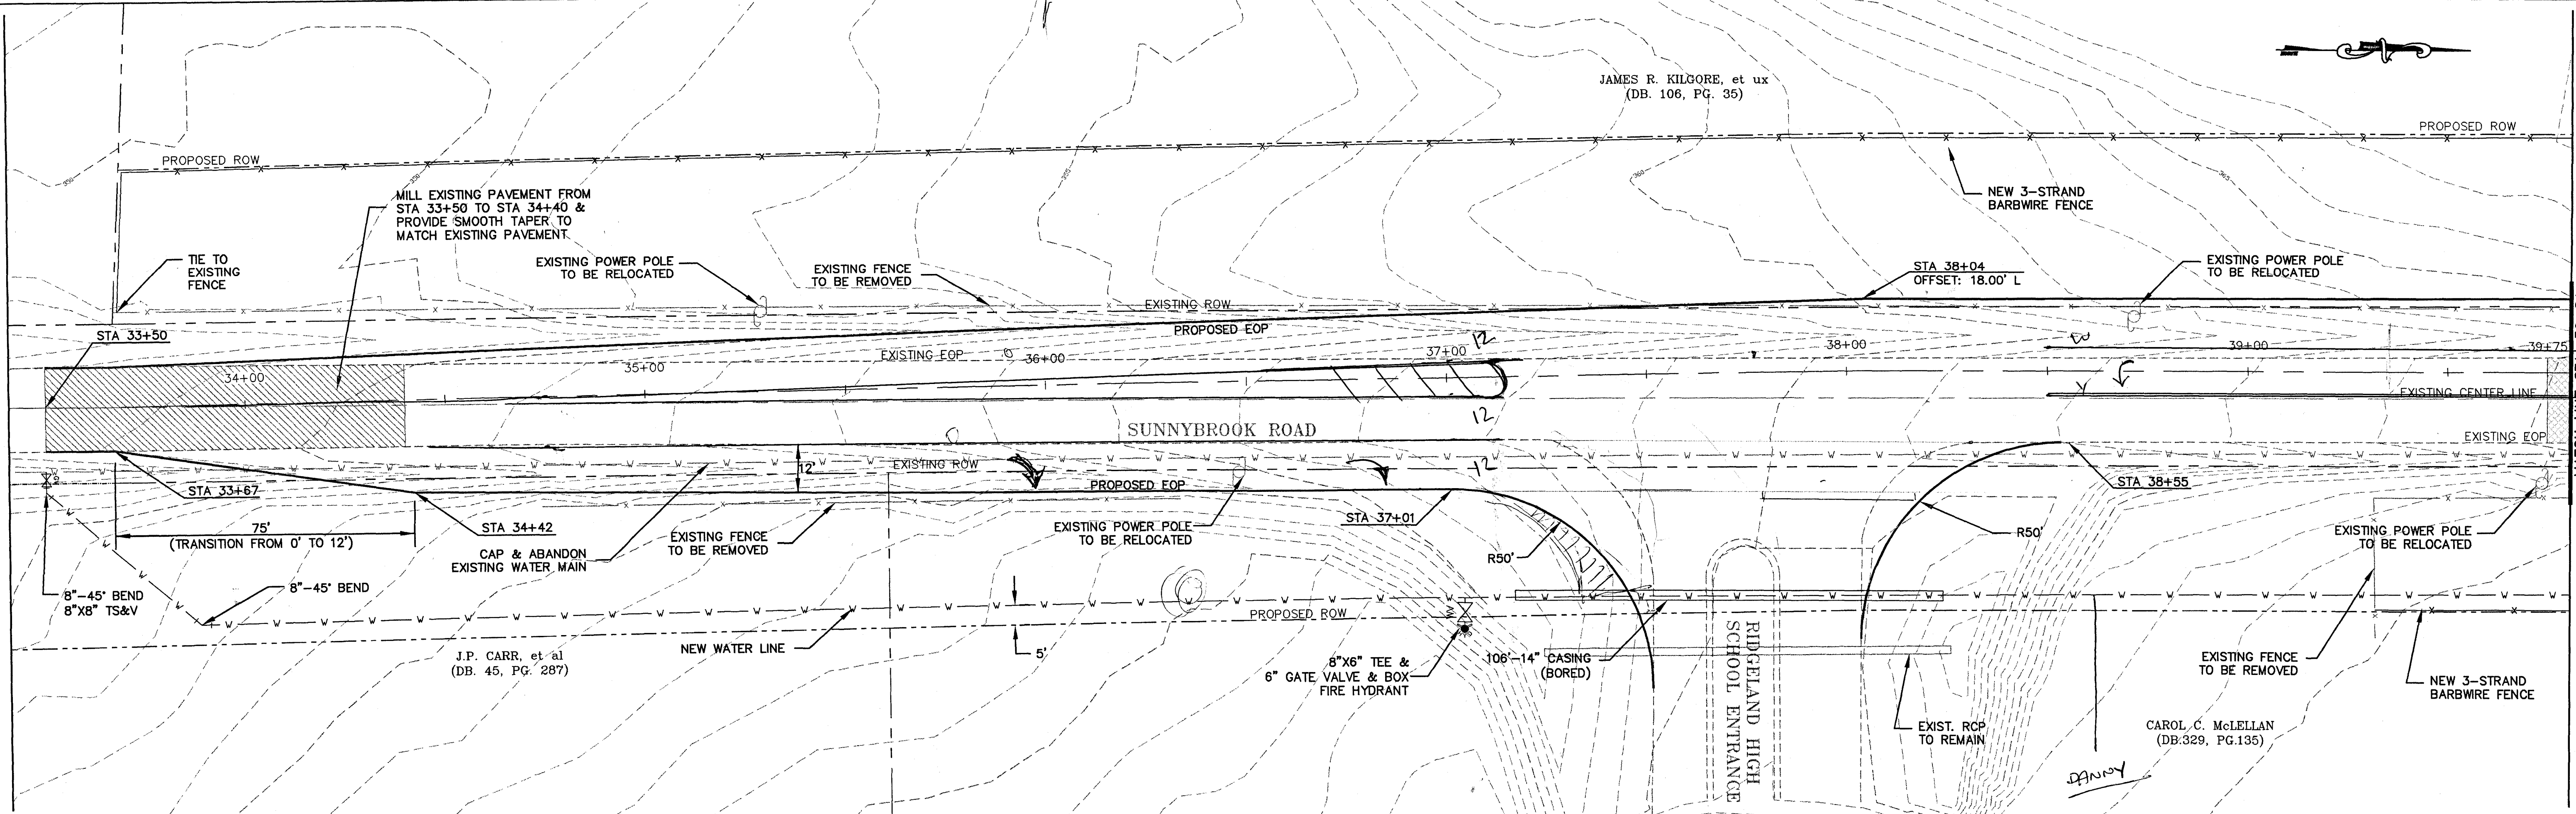 JAMES R. KILGORE, et ux
(DB. 106, PG. 35)
PROPOSED ROW
PROPOSED ROW
350
350
355
360
365
MILL EXISTING PAVEMENT FROM
STA 33+50 TO STA 34+40 &
PROVIDE SMOOTH TAPER TO
MATCH EXISTING PAVEMENT
NEW 3-STRAND
BARBWIRE FENCE
TIE TO
EXISTING
FENCE
EXISTING POWER POLE
TO BE RELOCATED
EXISTING FENCE
TO BE REMOVED
STA 38+04
OFFSET: 18.00' L
EXISTING POWER POLE
TO BE RELOCATED
EXISTING ROW
STA 33+50
PROPOSED EOP
EXISTING EOP
34+00
35+00
36+00
37+00
12
38+00
39+00
39+75
EXISTING CENTER LINE
12
SUNNYBROOK ROAD
EXISTING EOP
12'
EXISTING ROW
12
PROPOSED EOP
STA 33+67
STA 34+42
STA 37+01
STA 38+55
75'
(TRANSITION FROM 0' TO 12')
CAP & ABANDON
EXISTING WATER MAIN
EXISTING FENCE
TO BE REMOVED
EXISTING POWER POLE
TO BE RELOCATED
R50'
R50'
EXISTING POWER POLE
TO BE RELOCATED
8"-45° BEND
8"X8" TS&V
8"-45° BEND
PROPOSED ROW
5'
J.P. CARR, et al
(DB. 45, PG. 287)
NEW WATER LINE
8"X6" TEE &
6" GATE VALVE & BOX
FIRE HYDRANT
106'-14" CASING
(BORED)
RIDGELAND HIGH
SCHOOL ENTRANCE
EXIST. RCP
TO REMAIN
EXISTING FENCE
TO BE REMOVED
NEW 3-STRAND
BARBWIRE FENCE
CAROL C. McLELLAN
(DB.329, PG.135)
DANNY